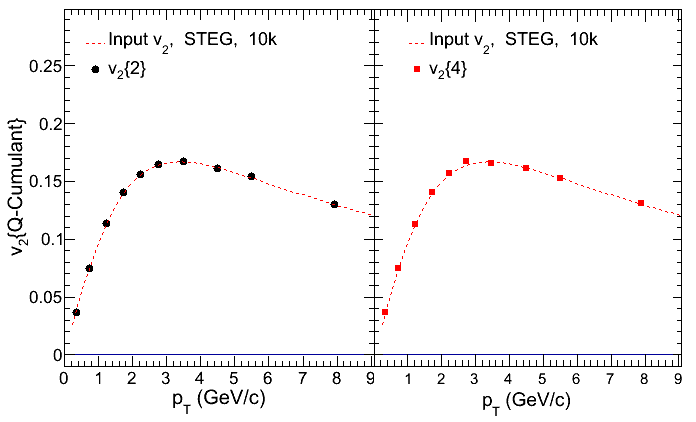 Input v2, STEG, 10k
v2{2}
Input v2, STEG, 10k
v2{4}
v2{Q-Cumulant}
0.25
0.2
0.15
0.1
0.05
0
0 1 2 3 4 5 6 7 8 9
1 2 3 4 5 6 7 8 9
pT (GeV/c)
pT (GeV/c)